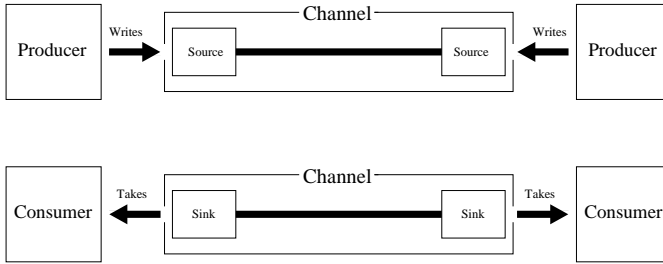 Channel
Writes
Writes
Producer
Source
Source
Producer
Channel
Takes
Takes
Consumer
Sink
Sink
Consumer